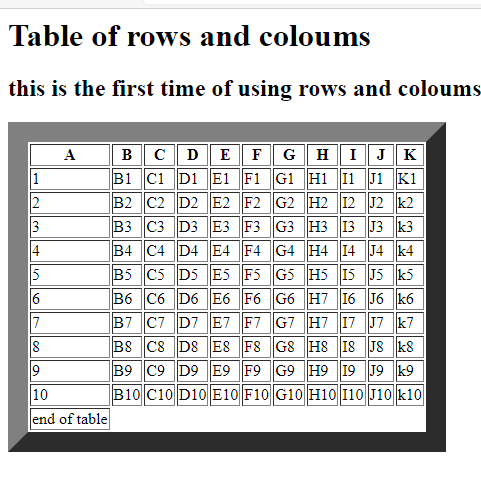 Table of rows and coloums
this is the first time of using rows and coloums
A B C D E F G H I J K
1 B1 C1 D1 E1 F1 G1 H1 I1 J1 K1
2 B2 C2 D2 E2 F2 G2 H2 I2 J2 k2
3 B3 C3 D3 E3 F3 G3 H3 I3 J3 k3
4 B4 C4 D4 E4 F4 G4 H4 I4 J4 k4
5 B5 C5 D5 E5 F5 G5 H5 I5 J5 k5
6 B6 C6 D6 E6 F6 G6 H7 I6 J6 k6
7 B7 C7 D7 E7 F7 G7 H7 I7 J7 k7
8 B8 C8 D8 E8 F8 G8 H8 I8 J8 k8
9 B9 C9 D9 E9 F9 G9 H9 I9 J9 k9
10 B10 C10 D10 E10 F10 G10 H10 I10 J10 k10
end of table